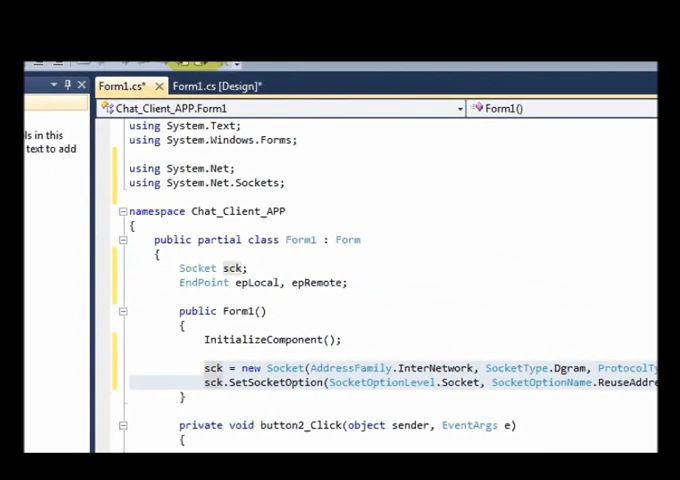 Form1.cs* Form1.cs [Design]*
Chat_Client_APP.Form1 Form1()
ls in this
text to add
using System.Text;
using System.Windows.Forms;
using System.Net;
using System.Net.Sockets;
namespace Chat_Client_APP
{
public partial class Form1 : Form
{
Socket sck;
EndPoint epLocal, epRemote;
public Form1()
{
InitializeComponent();
sck = new Socket(AddressFamily.InterNetwork, SocketType.Dgram, ProtocolTy
sck.SetSocketOption(SocketOptionLevel.Socket, SocketOptionName.ReuseAddre
}
private void button2_Click(object sender, EventArgs e)
{